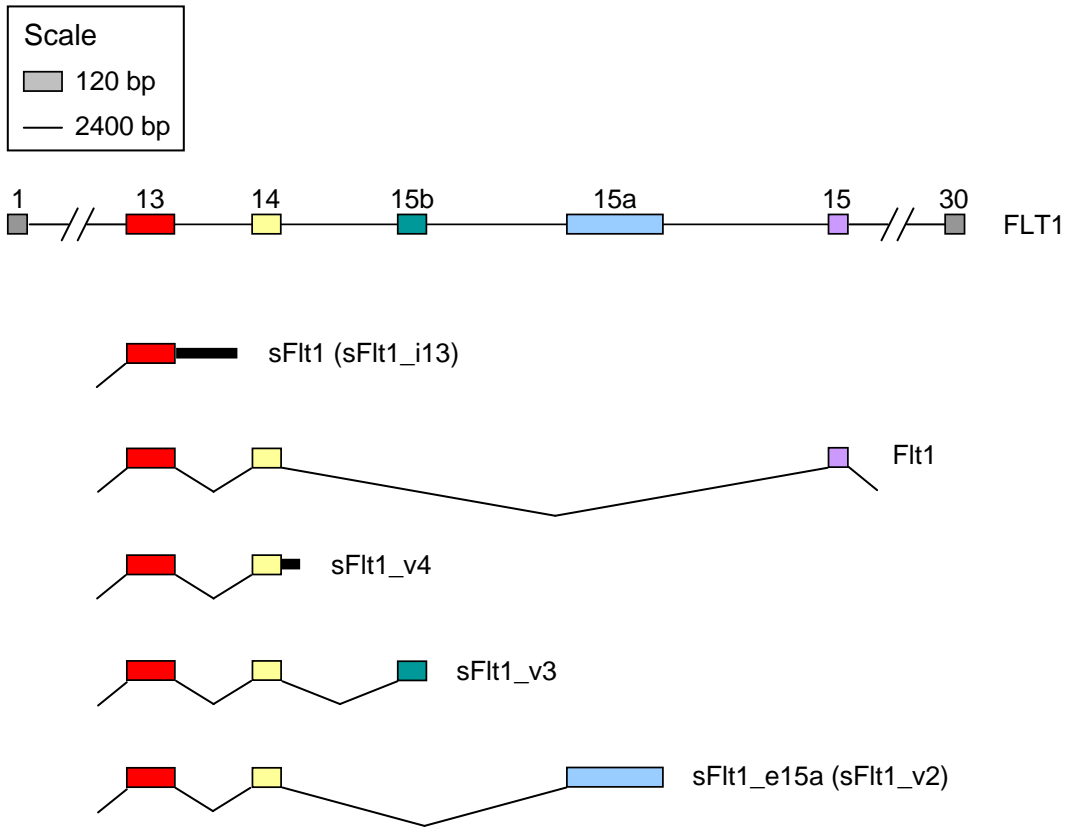 Scale
120 bp
2400 bp
1 13 14 15b 15a 15 30
FLT1
sFlt1 (sFlt1_i13)
Flt1
sFlt1_v4
sFlt1_v3
sFlt1_e15a (sFlt1_v2)